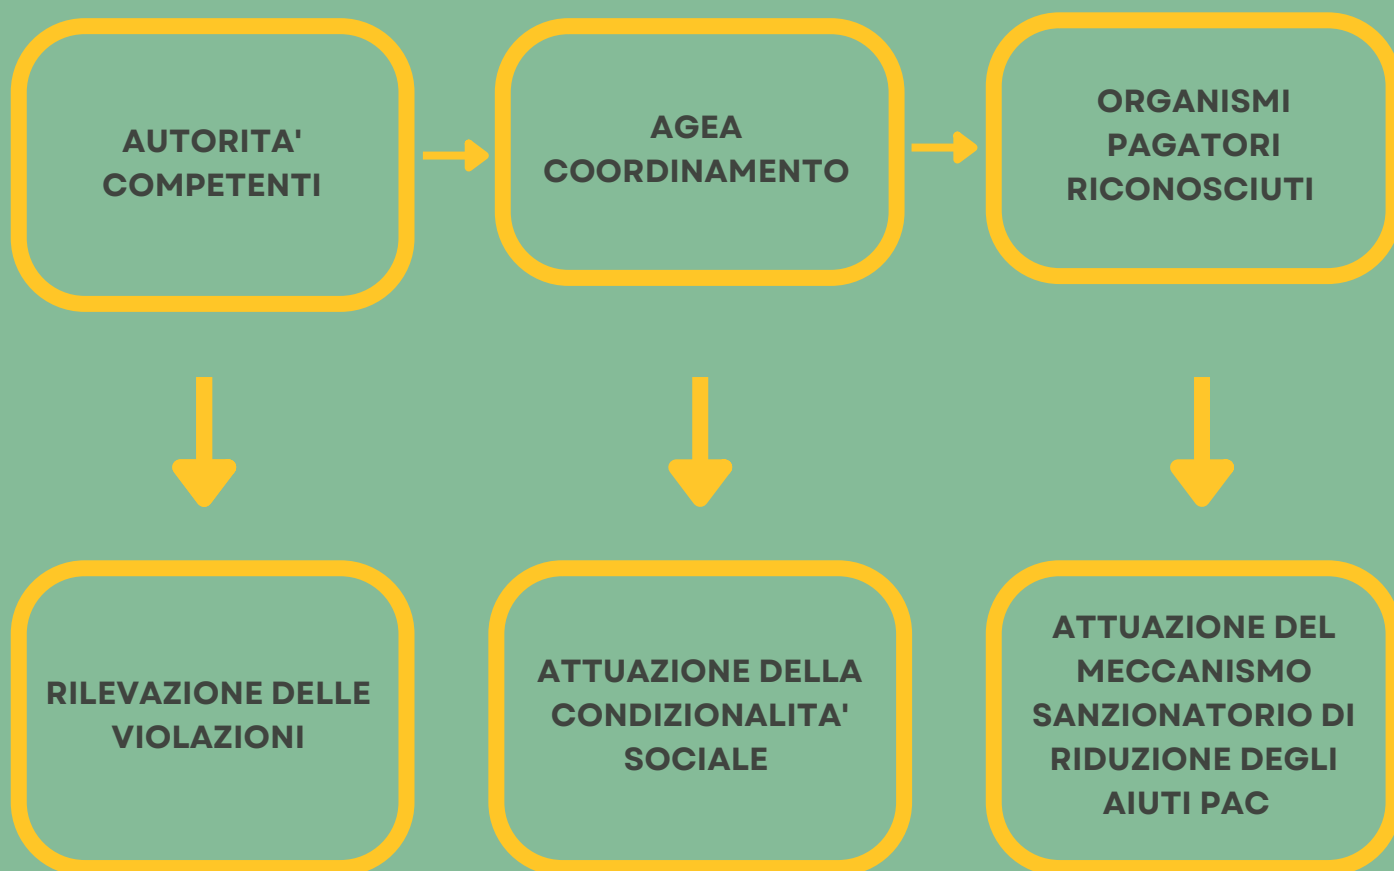 AUTORITA'
COMPETENTI
AGEA
COORDINAMENTO
ORGANISMI
PAGATORI
RICONOSCIUTI
RILEVAZIONE DELLE
VIOLAZIONI
ATTUAZIONE DELLA
CONDIZIONALITA'
SOCIALE
ATTUAZIONE DEL
MECCANISMO
SANZIONATORIO DI
RIDUZIONE DEGLI
AIUTI PAC